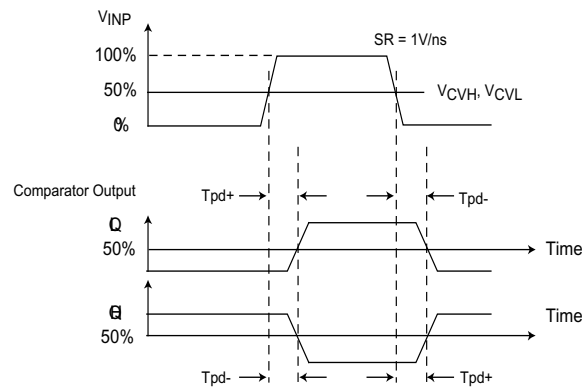 VINP
SR = 1V/ns
100%
50%
VCVH, VCVL
0%
Comparator Output
Tpd+
Tpd-
50%
Time
50%
Time
Tpd-
Tpd+